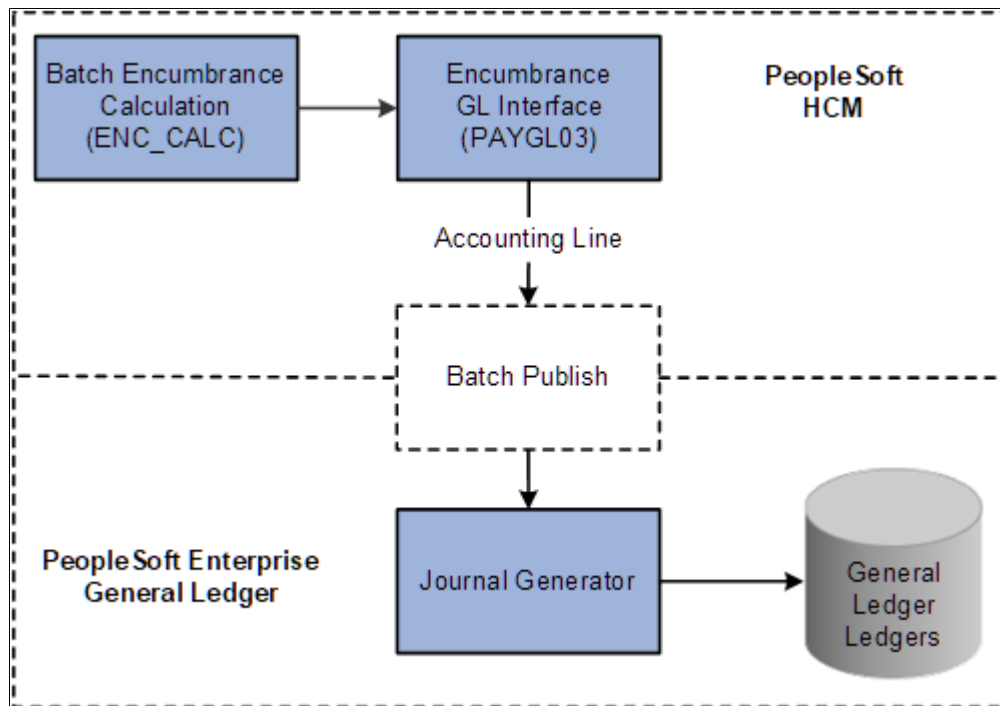 Batch Encumbrance
Calculation
(ENC_CALC)
Encumbrance
GL Interface
(PAYGL03)
PeopleSoft
HCM
Accounting Line
Batch Publish
PeopleSoft Enterprise
General Ledger
Journal Generator
General
Ledger
Ledgers